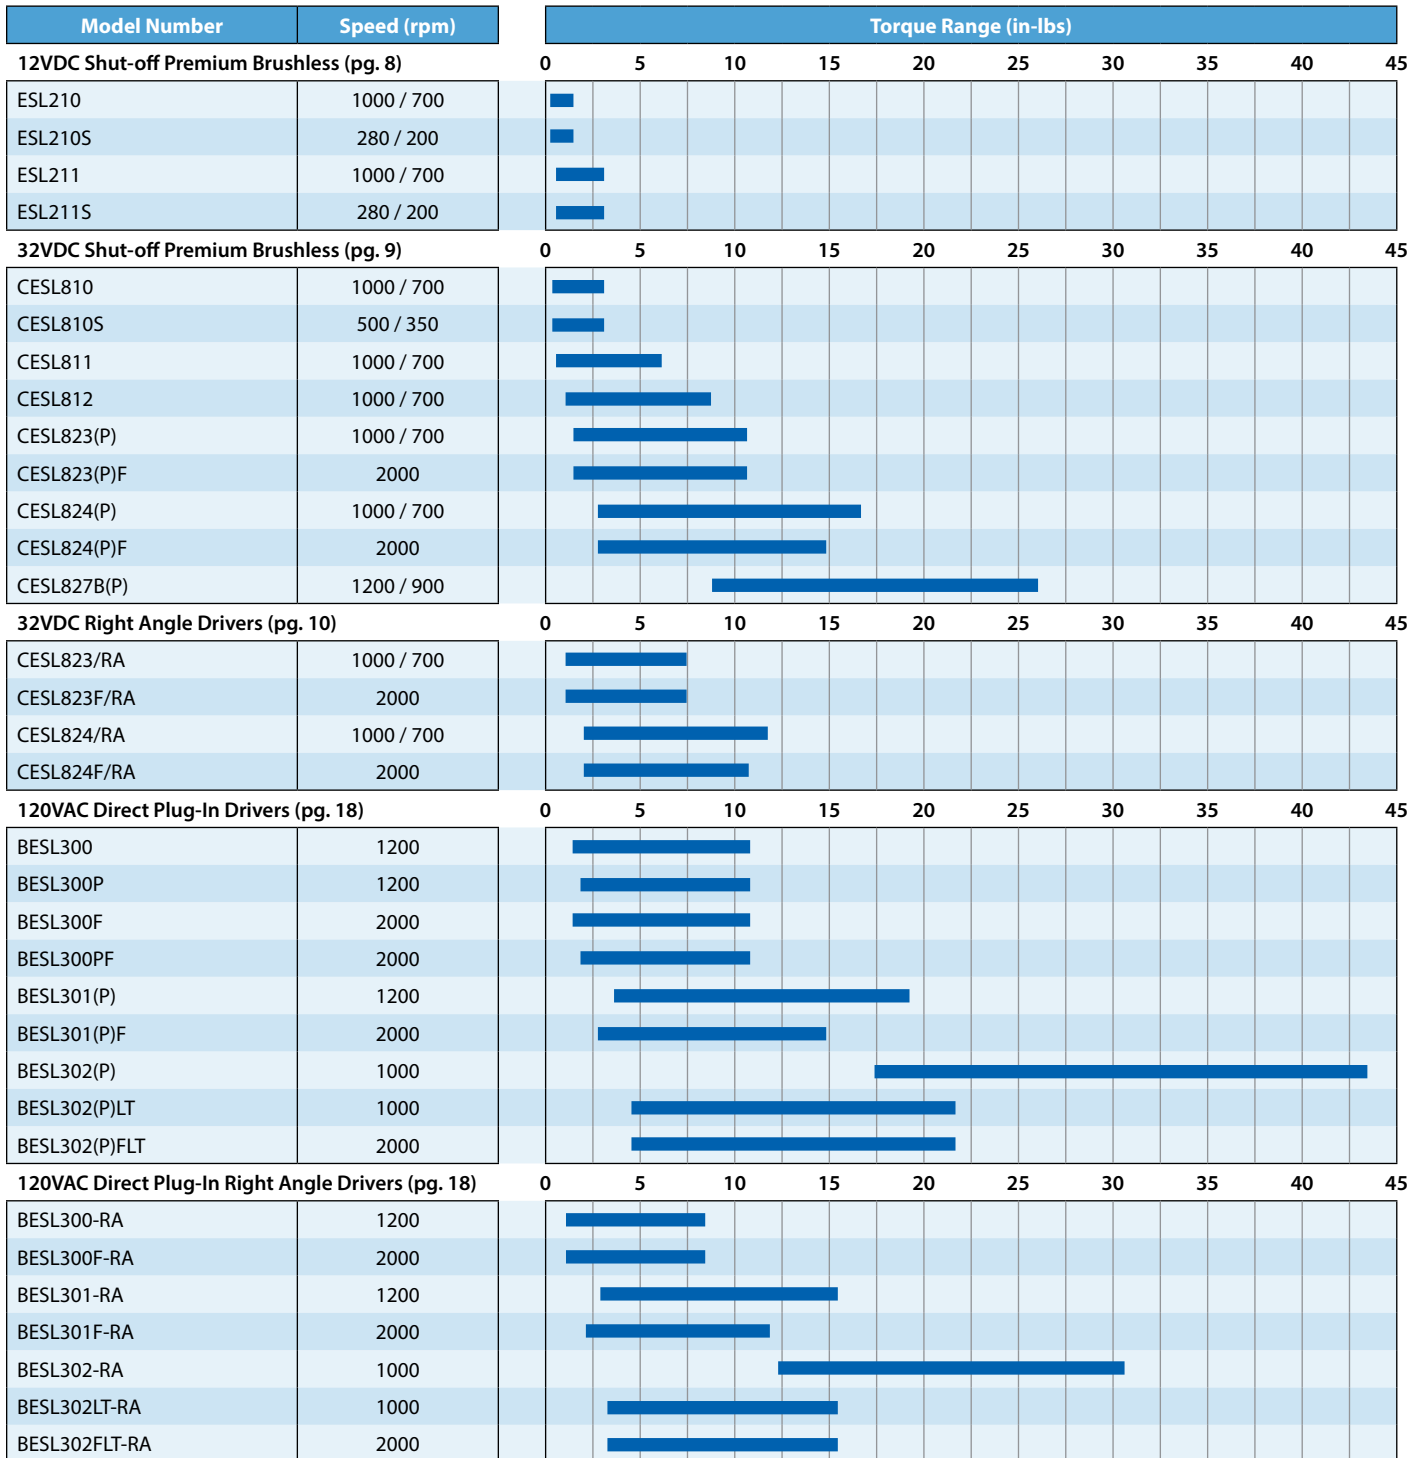 Model Number Speed (rpm) Torque Range (in-lbs)
12VDC Shut-off Premium Brushless (pg. 8) 0 5 10 15 20 25 30 35 40 45
ESL210 1000 / 700
ESL210S 280 / 200
ESL211 1000 / 700
ESL211S 280 / 200
32VDC Shut-off Premium Brushless (pg. 9) 0 5 10 15 20 25 30 35 40 45
CESL810 1000 / 700
CESL810S 500 / 350
CESL811 1000 / 700
CESL812 1000 / 700
CESL823(P) 1000 / 700
CESL823(P)F 2000
CESL824(P) 1000 / 700
CESL824(P)F 2000
CESL827B(P) 1200 / 900
32VDC Right Angle Drivers (pg. 10) 0 5 10 15 20 25 30 35 40 45
CESL823/RA 1000 / 700
CESL823F/RA 2000
CESL824/RA 1000 / 700
CESL824F/RA 2000
120VAC Direct Plug-In Drivers (pg. 18) 0 5 10 15 20 25 30 35 40 45
BESL300 1200
BESL300P 1200
BESL300F 2000
BESL300PF 2000
BESL301(P) 1200
BESL301(P)F 2000
BESL302(P) 1000
BESL302(P)LT 1000
BESL302(P)FLT 2000
120VAC Direct Plug-In Right Angle Drivers (pg. 18) 0 5 10 15 20 25 30 35 40 45
BESL300-RA 1200
BESL300F-RA 2000
BESL301-RA 1200
BESL301F-RA 2000
BESL302-RA 1000
BESL302LT-RA 1000
BESL302FLT-RA 2000